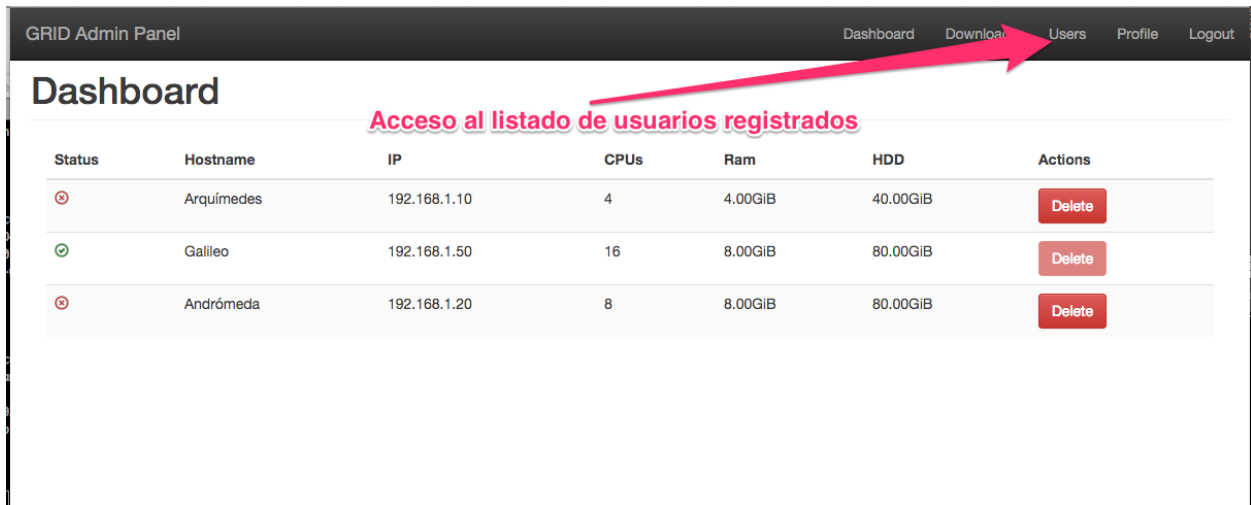 GRID Admin Panel Dashboard Download Users Profile Logout
Dashboard
Acceso al listado de usuarios registrados
Status Hostname IP CPUs Ram HDD Actions
Arquímedes 192.168.1.10 4 4.00GiB 40.00GiB Delete
Galileo 192.168.1.50 16 8.00GiB 80.00GiB Delete
Andrómeda 192.168.1.20 8 8.00GiB 80.00GiB Delete